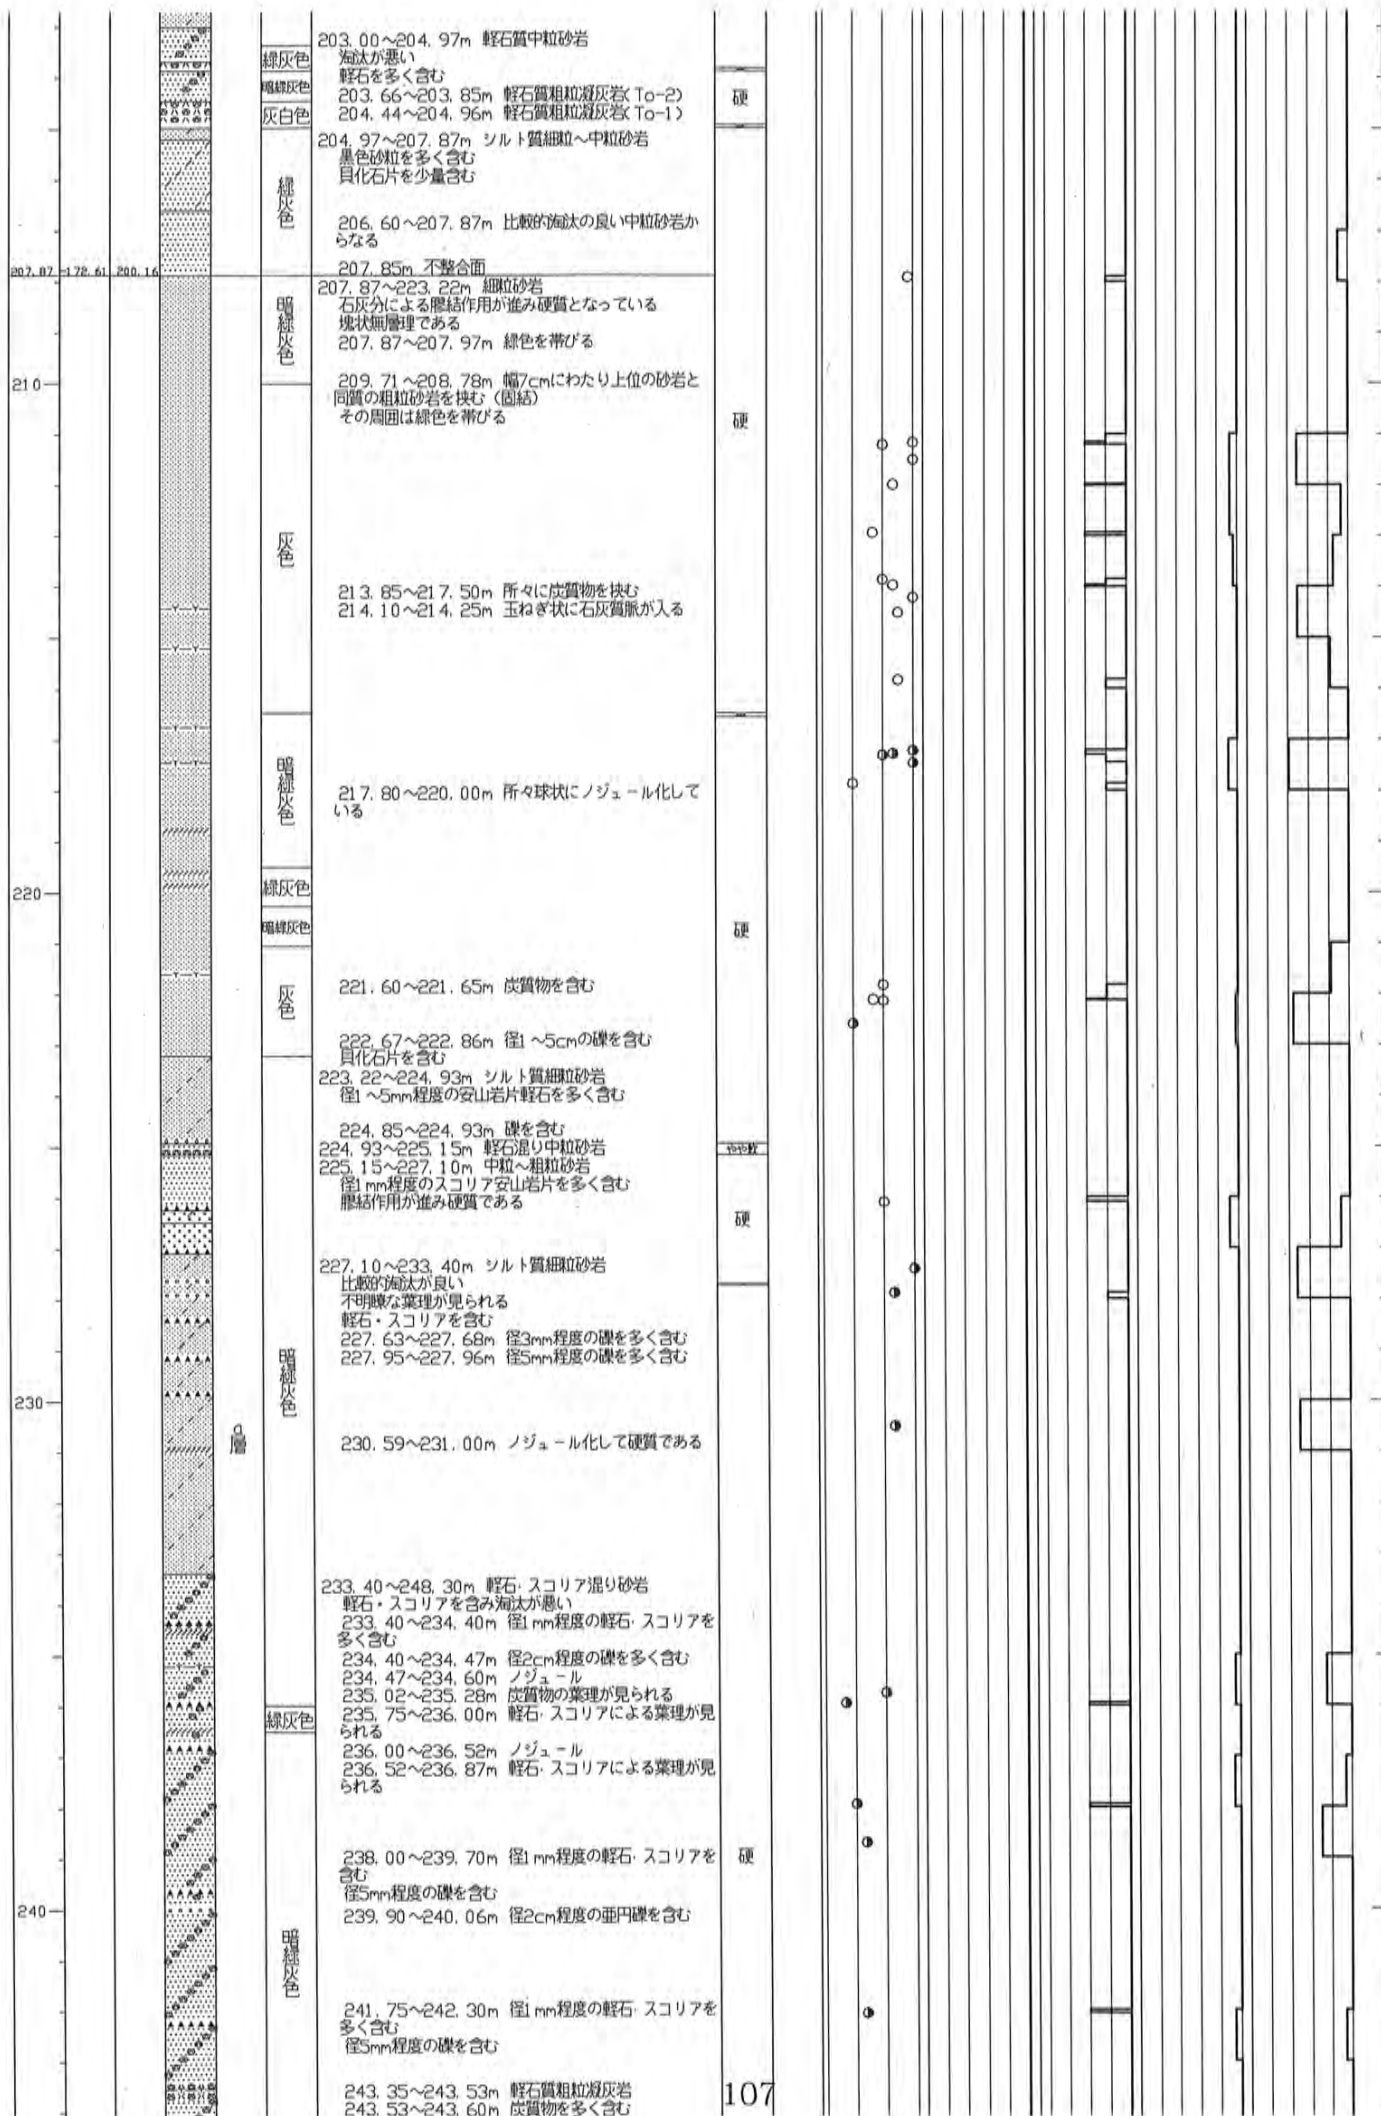 203.00～204.97m 軽石質中粒砂岩
淘汰が悪い
軽石を多く含む
203.66～203.85m 軽石質粗粒凝灰岩(To-2)
204.44～204.96m 軽石質粗粒凝灰岩(To-1)
緑灰色
暗緑灰色
灰白色
硬
204.97～207.87m シルト質細粒～中粒砂岩
黒色砂粒を多く含む
貝化石片を少量含む
緑灰色
206.60～207.87m 比較的淘汰の良い中粒砂岩か
らなる
207.85m 不整合面
207.87 -172.61 200.16
207.87～223.22m 細粒砂岩
石灰分による膠結作用が進み硬質となっている
塊状無層理である
207.87～207.97m 緑色を帯びる
暗緑灰色
210
209.71～208.78m 幅7cmにわたり上位の砂岩と
同質の粗粒砂岩を挟む（固結）
その周囲は緑色を帯びる
硬
灰色
213.85～217.50m 所々に炭質物を挟む
214.10～214.25m 玉ねぎ状に石灰質脈が入る
暗緑灰色
217.80～220.00m 所々球状にノジュール化して
いる
220
緑灰色
暗緑灰色
硬
灰色
221.60～221.65m 炭質物を含む
222.67～222.86m 径1～5cmの礫を含む
貝化石片を含む
223.22～224.93m シルト質細粒砂岩
径1～5mm程度の安山岩片軽石を多く含む
224.85～224.93m 礫を含む
224.93～225.15m 軽石混り中粒砂岩
225.15～227.10m 中粒～粗粒砂岩
径1mm程度のスコリア安山岩片を多く含む
膠結作用が進み硬質である
硬
227.10～233.40m シルト質細粒砂岩
比較的淘汰が良い
不明瞭な葉理が見られる
軽石・スコリアを含む
227.63～227.68m 径3mm程度の礫を多く含む
227.95～227.96m 径5mm程度の礫を多く含む
暗緑灰色
230
層
230.59～231.00m ノジュール化して硬質である
233.40～248.30m 軽石・スコリア混り砂岩
軽石・スコリアを含み淘汰が悪い
233.40～234.40m 径1mm程度の軽石・スコリアを
多く含む
234.40～234.47m 径2cm程度の礫を多く含む
234.47～234.60m ノジュール
235.02～235.28m 炭質物の葉理が見られる
235.75～236.00m 軽石・スコリアによる葉理が見
られる
緑灰色
236.00～236.52m ノジュール
236.52～236.87m 軽石・スコリアによる葉理が見
られる
238.00～239.70m 径1mm程度の軽石・スコリアを
含む
径5mm程度の礫を含む
硬
239.90～240.06m 径2cm程度の亜円礫を含む
240
暗緑灰色
241.75～242.30m 径1mm程度の軽石・スコリアを
多く含む
径5mm程度の礫を含む
243.35～243.53m 軽石質粗粒凝灰岩
243.53～243.60m 炭質物を多く含む
107